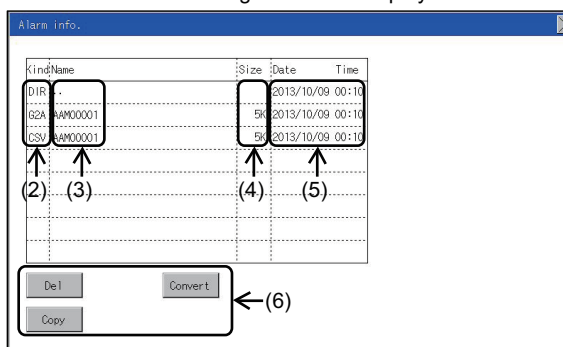 Alarm info.
Kind Name Size Date Time
DIR .. 2013/10/09 00:10
G2A AAM00001 5K 2013/10/09 00:10
CSV AAM00001 5K 2013/10/09 00:10
(2) (3) (4) (5)
Del Convert
(6)
Copy